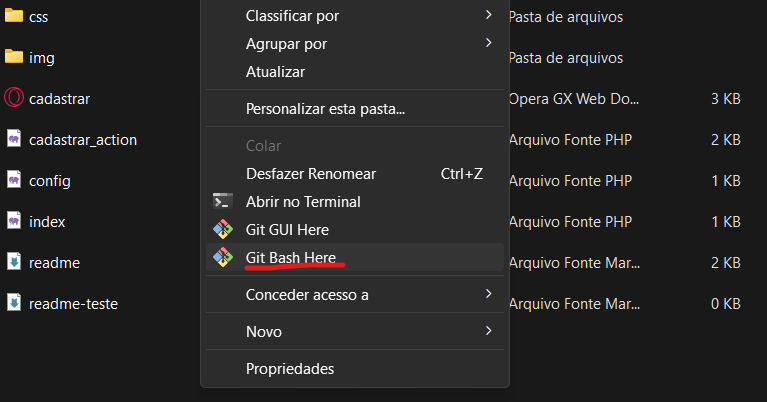 css
Classificar por
Pasta de arquivos
Agrupar por
img
Pasta de arquivos
Atualizar
cadastrar
Personalizar esta pasta...
Opera GX Web Do...
3 KB
cadastrar_action
Colar
Arquivo Fonte PHP
2 KB
Desfazer Renomear
Ctrl+Z
config
Arquivo Fonte PHP
1 KB
Abrir no Terminal
index
Git GUI Here
Arquivo Fonte PHP
1 KB
Git Bash Here
readme
Arquivo Fonte Mar...
2 KB
Conceder acesso a
readme-teste
Arquivo Fonte Mar...
0 KB
Novo
Propriedades